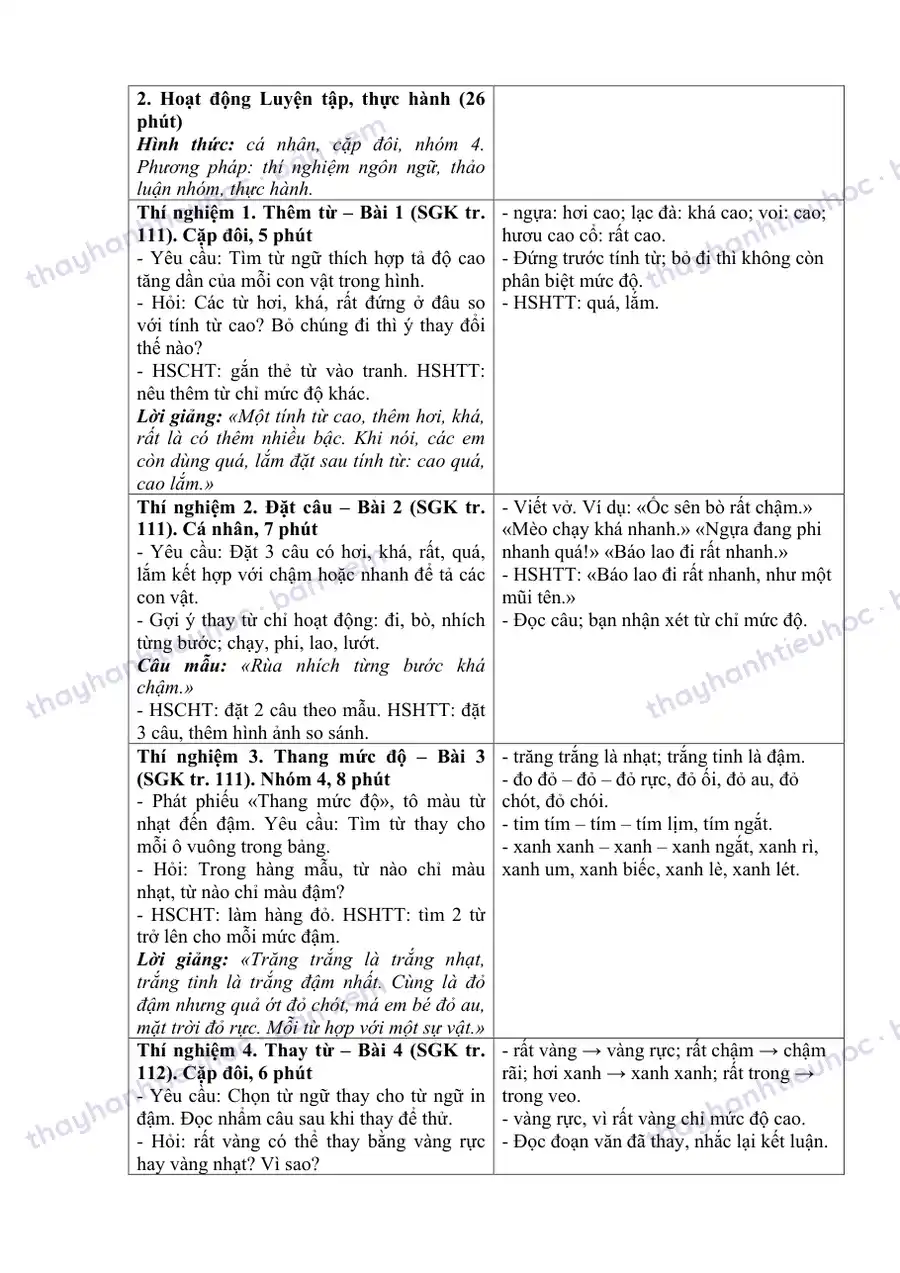 2. Hoạt động Luyện tập, thực hành (26
phút)
Hình thức: cá nhân, cặp đôi, nhóm 4.
Phương pháp: thí nghiệm ngôn ngữ, thảo
luận nhóm, thực hành.
Thí nghiệm 1. Thêm từ – Bài 1 (SGK tr.
111). Cặp đôi, 5 phút
- Yêu cầu: Tìm từ ngữ thích hợp tả độ cao
tăng dần của mỗi con vật trong hình.
- Hỏi: Các từ hơi, khá, rất đứng ở đâu so
với tính từ cao? Bỏ chúng đi thì ý thay đổi
thế nào?
- HSCHT: gắn thẻ từ vào tranh. HSHTT:
nêu thêm từ chỉ mức độ khác.
Lời giảng: «Một tính từ cao, thêm hơi, khá,
rất là có thêm nhiều bậc. Khi nói, các em
còn dùng quá, lắm đặt sau tính từ: cao quá,
cao lắm.»
- ngựa: hơi cao; lạc đà: khá cao; voi: cao;
hươu cao cổ: rất cao.
- Đứng trước tính từ; bỏ đi thì không còn
phân biệt mức độ.
- HSHTT: quá, lắm.
Thí nghiệm 2. Đặt câu – Bài 2 (SGK tr.
111). Cá nhân, 7 phút
- Yêu cầu: Đặt 3 câu có hơi, khá, rất, quá,
lắm kết hợp với chậm hoặc nhanh để tả các
con vật.
- Gợi ý thay từ chỉ hoạt động: đi, bò, nhích
từng bước; chạy, phi, lao, lướt.
Câu mẫu: «Rùa nhích từng bước khá
chậm.»
- HSCHT: đặt 2 câu theo mẫu. HSHTT: đặt
3 câu, thêm hình ảnh so sánh.
- Viết vở. Ví dụ: «Ốc sên bò rất chậm.»
«Mèo chạy khá nhanh.» «Ngựa đang phi
nhanh quá!» «Báo lao đi rất nhanh.»
- HSHTT: «Báo lao đi rất nhanh, như một
mũi tên.»
- Đọc câu; bạn nhận xét từ chỉ mức độ.
Thí nghiệm 3. Thang mức độ – Bài 3
(SGK tr. 111). Nhóm 4, 8 phút
- Phát phiếu «Thang mức độ», tô màu từ
nhạt đến đậm. Yêu cầu: Tìm từ thay cho
mỗi ô vuông trong bảng.
- Hỏi: Trong hàng mẫu, từ nào chỉ màu
nhạt, từ nào chỉ màu đậm?
- HSCHT: làm hàng đỏ. HSHTT: tìm 2 từ
trở lên cho mỗi mức đậm.
Lời giảng: «Trăng trắng là trắng nhạt,
trắng tinh là trắng đậm nhất. Cùng là đỏ
đậm nhưng quả ớt đỏ chót, má em bé đỏ au,
mặt trời đỏ rực. Mỗi từ hợp với một sự vật.»
- trăng trắng là nhạt; trắng tinh là đậm.
- đo đỏ – đỏ – đỏ rực, đỏ ối, đỏ au, đỏ
chót, đỏ chói.
- tim tím – tím – tím lịm, tím ngắt.
- xanh xanh – xanh – xanh ngắt, xanh rì,
xanh um, xanh biếc, xanh lè, xanh lét.
Thí nghiệm 4. Thay từ – Bài 4 (SGK tr.
112). Cặp đôi, 6 phút
- Yêu cầu: Chọn từ ngữ thay cho từ ngữ in
đậm. Đọc nhẩm câu sau khi thay để thử.
- Hỏi: rất vàng có thể thay bằng vàng rực
hay vàng nhạt? Vì sao?
- rất vàng → vàng rực; rất chậm → chậm
rãi; hơi xanh → xanh xanh; rất trong →
trong veo.
- vàng rực, vì rất vàng chỉ mức độ cao.
- Đọc đoạn văn đã thay, nhắc lại kết luận.
thayhanhtieuhoc · bản xem
thayhanhtieuhoc · b
thayhanhtieuhoc · bản xem
thayhanhtieuhoc · b
thayhanhtieuhoc · bản xem
thayhanhtieuhoc · b